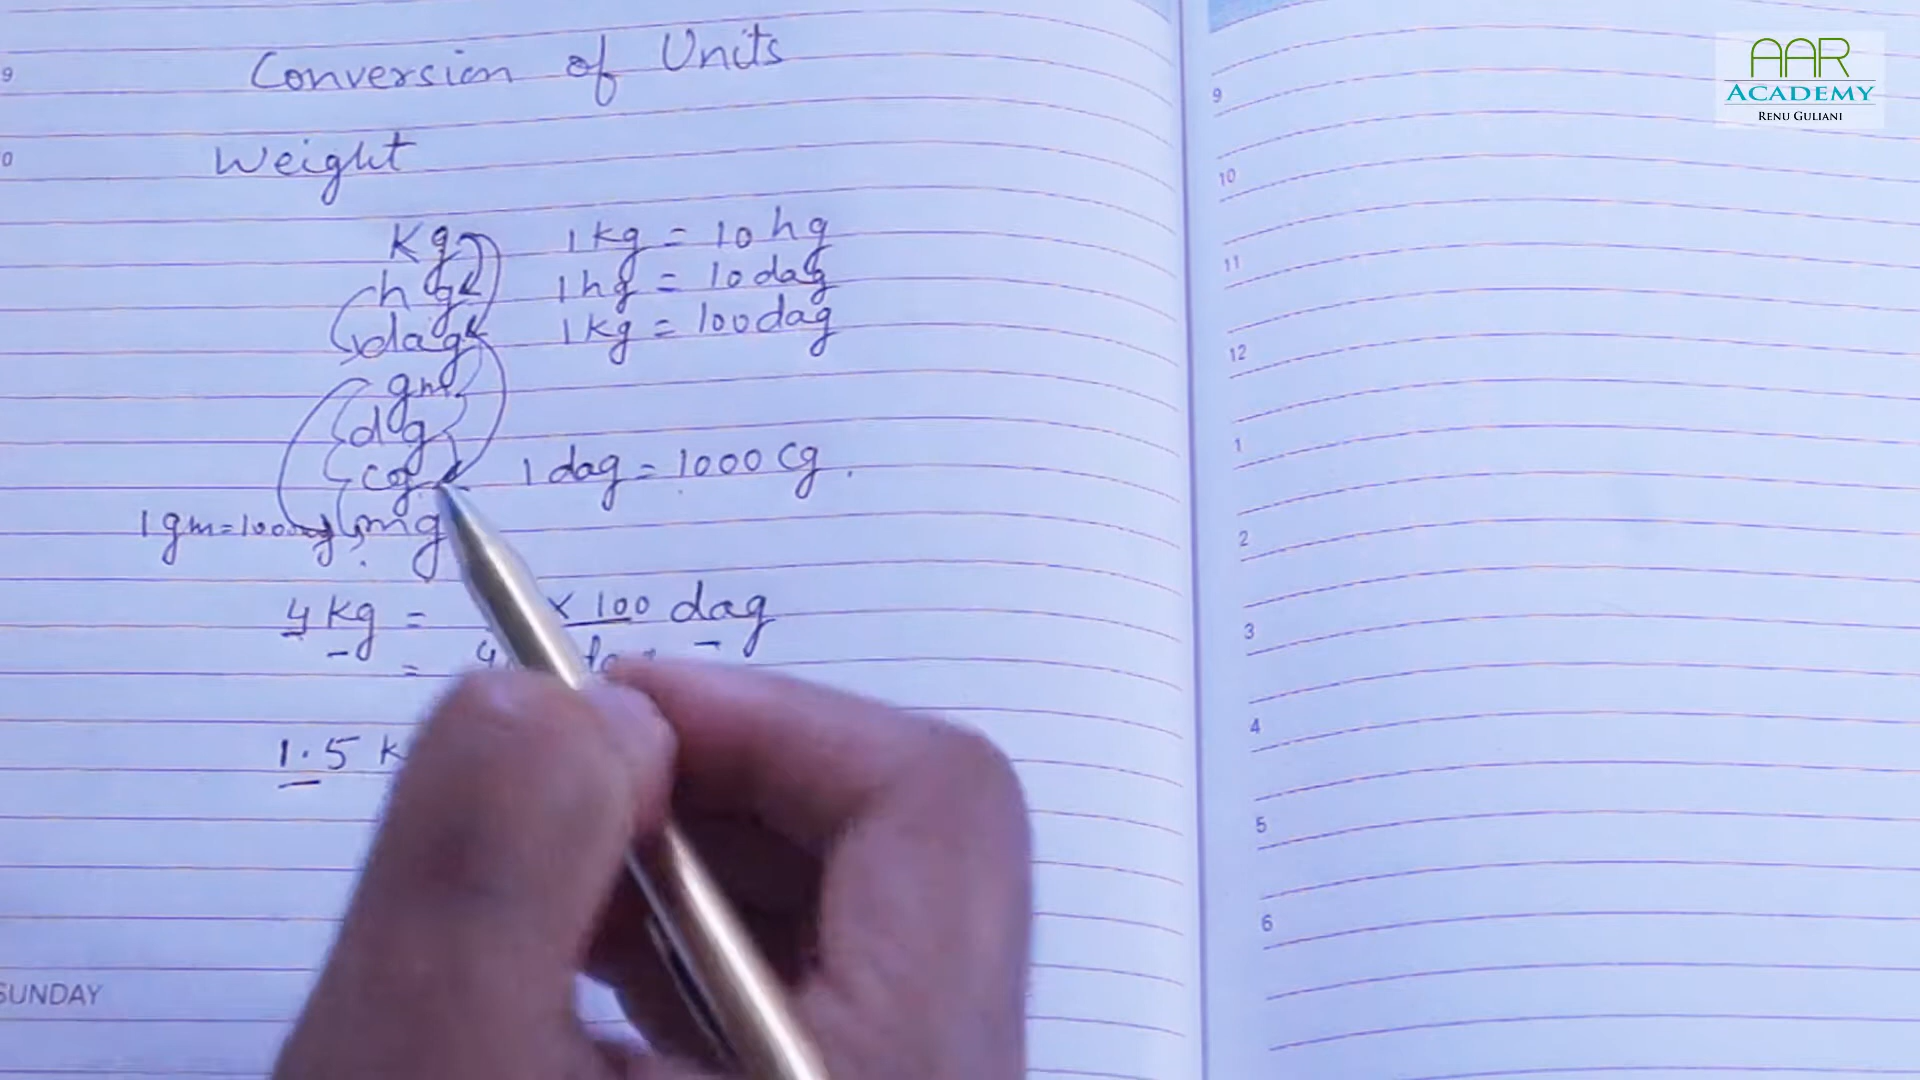 Conversion of Units
Weight
Kg 1 kg = 10 hg
hg 1 hg = 10 dag
dag 1 kg = 100 dag
gm
dg
cg 1 dag = 1000 cg.
1 gm = mg
4 kg = x 100 dag
=
1.5 k
SUNDAY
9
0
9
10
11
12
1
2
3
4
5
6
AAR
ACADEMY
RENU GULIANI